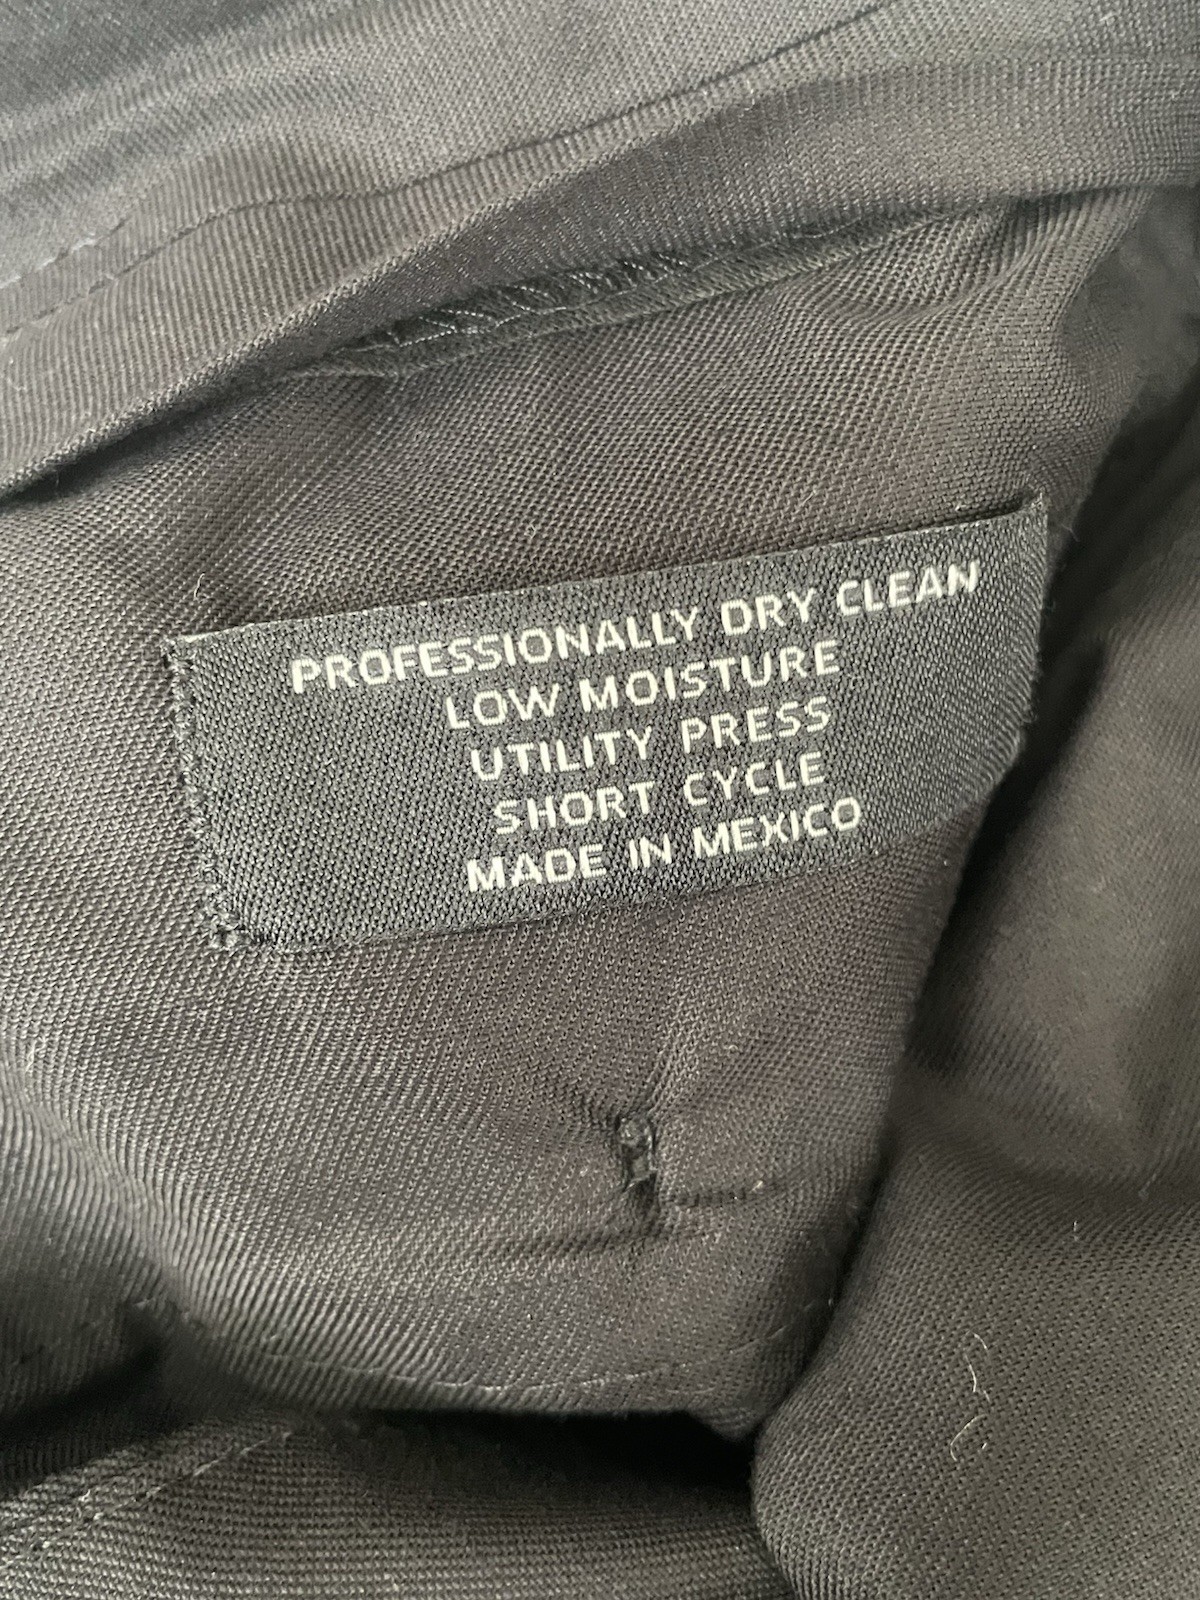 PROFESSIONALLY DRY CLEAN
LOW MOISTURE
UTILITY PRESS
SHORT CYCLE
MADE IN MEXICO